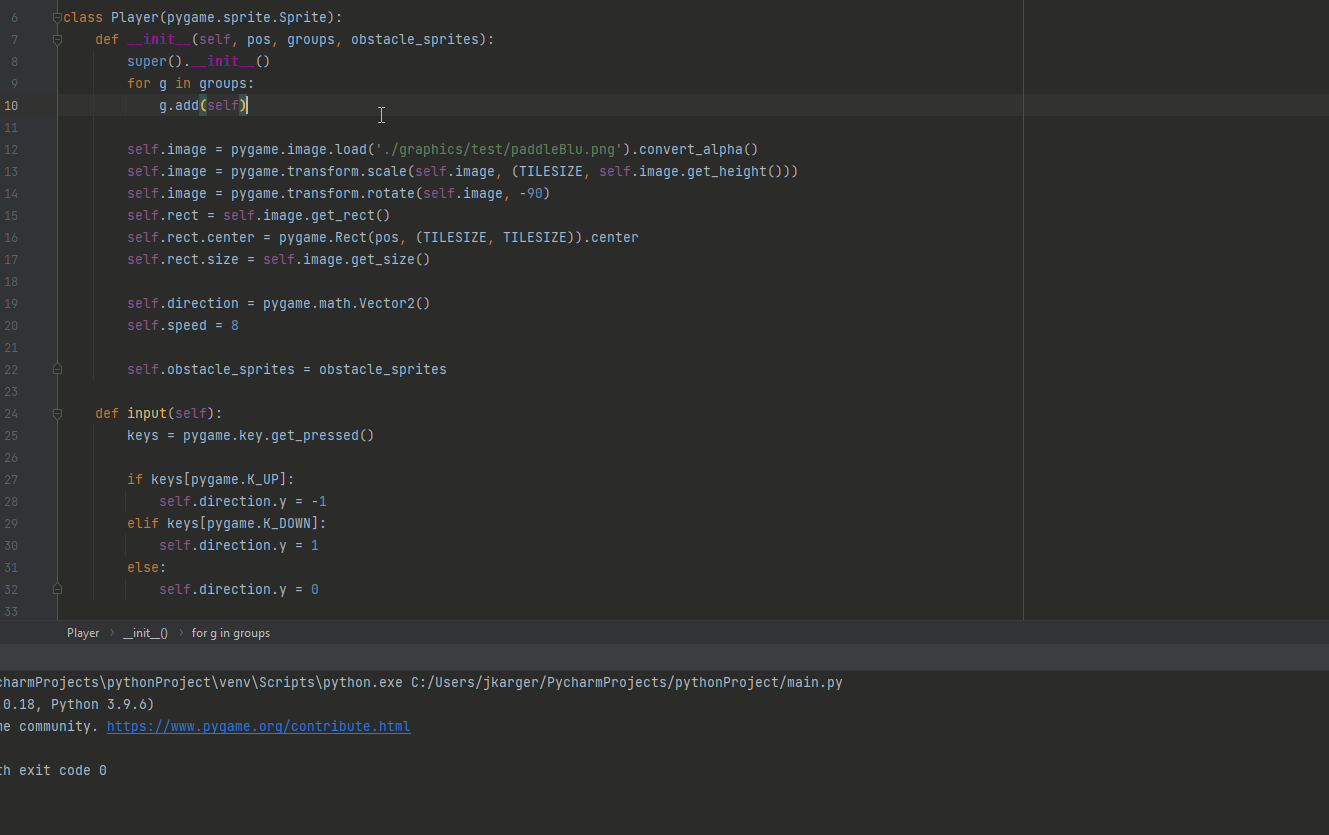 6 class Player(pygame.sprite.Sprite):
7 def __init__(self, pos, groups, obstacle_sprites):
8 super().__init__()
9 for g in groups:
10 g.add(self)
11
12 self.image = pygame.image.load('./graphics/test/paddleBlu.png').convert_alpha()
13 self.image = pygame.transform.scale(self.image, (TILESIZE, self.image.get_height()))
14 self.image = pygame.transform.rotate(self.image, -90)
15 self.rect = self.image.get_rect()
16 self.rect.center = pygame.Rect(pos, (TILESIZE, TILESIZE)).center
17 self.rect.size = self.image.get_size()
18
19 self.direction = pygame.math.Vector2()
20 self.speed = 8
21
22 self.obstacle_sprites = obstacle_sprites
23
24 def input(self):
25 keys = pygame.key.get_pressed()
26
27 if keys[pygame.K_UP]:
28 self.direction.y = -1
29 elif keys[pygame.K_DOWN]:
30 self.direction.y = 1
31 else:
32 self.direction.y = 0
33
Player › __init__() › for g in groups
charmProjects\pythonProject\venv\Scripts\python.exe C:/Users/jkarger/PycharmProjects/pythonProject/main.py
0.18, Python 3.9.6)
he community. https://www.pygame.org/contribute.html
th exit code 0